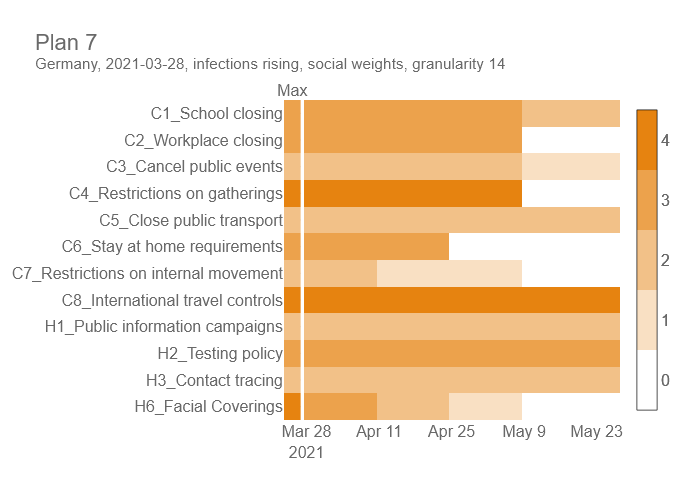 Plan 7
Germany, 2021-03-28, infections rising, social weights, granularity 14
Max
C1_School closing
C2_Workplace closing
C3_Cancel public events
C4_Restrictions on gatherings
C5_Close public transport
C6_Stay at home requirements
C7_Restrictions on internal movement
C8_International travel controls
H1_Public information campaigns
H2_Testing policy
H3_Contact tracing
H6_Facial Coverings
4
3
2
1
0
Mar 28 Apr 11 Apr 25 May 9 May 23
2021